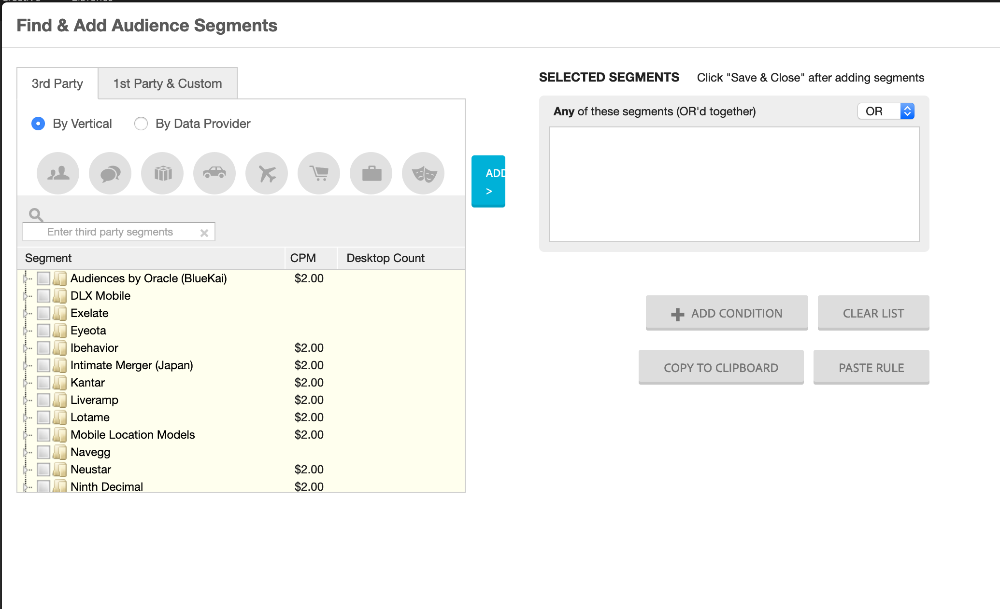 Find & Add Audience Segments
3rd Party
1st Party & Custom
By Vertical
By Data Provider
Enter third party segments
Segment CPM Desktop Count
Audiences by Oracle (BlueKai) $2.00
DLX Mobile
Exelate
Eyeota
Ibehavior $2.00
Intimate Merger (Japan) $2.00
Kantar $2.00
Liveramp $2.00
Lotame $2.00
Mobile Location Models $2.00
Navegg
Neustar $2.00
Ninth Decimal $2.00
ADD
>
SELECTED SEGMENTS Click "Save & Close" after adding segments
Any of these segments (OR'd together) OR
ADD CONDITION
CLEAR LIST
COPY TO CLIPBOARD
PASTE RULE